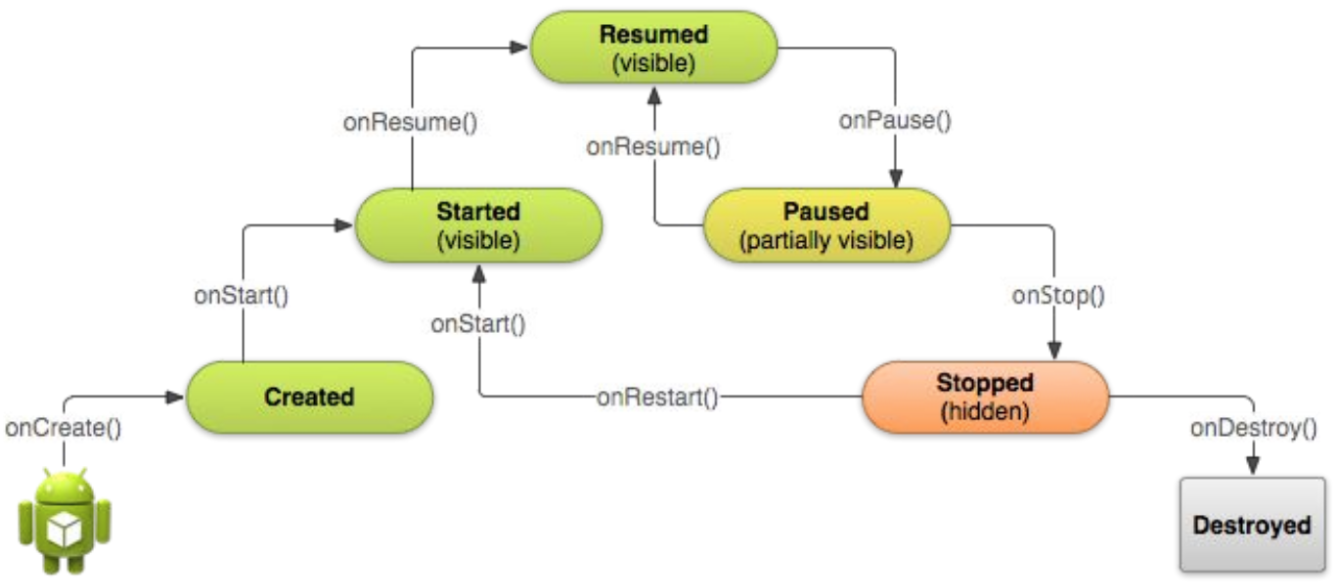 Resumed
(visible)
onResume()
onPause()
onResume()
Started
(visible)
Paused
(partially visible)
onStart()
onStop()
onStart()
Created
onRestart()
Stopped
(hidden)
onCreate()
onDestroy()
Destroyed